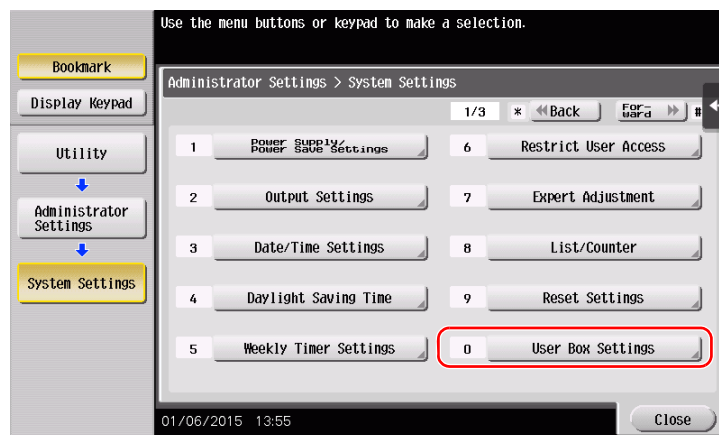 Use the menu buttons or keypad to make a selection.
Bookmark
Display Keypad
Utility
Administrator
Settings
System Settings
Administrator Settings > System Settings
1/3 * Back For-
ward #
1 Power Supply/
Power Save Settings
2 Output Settings
3 Date/Time Settings
4 Daylight Saving Time
5 Weekly Timer Settings
6 Restrict User Access
7 Expert Adjustment
8 List/Counter
9 Reset Settings
0 User Box Settings
01/06/2015 13:55
Close